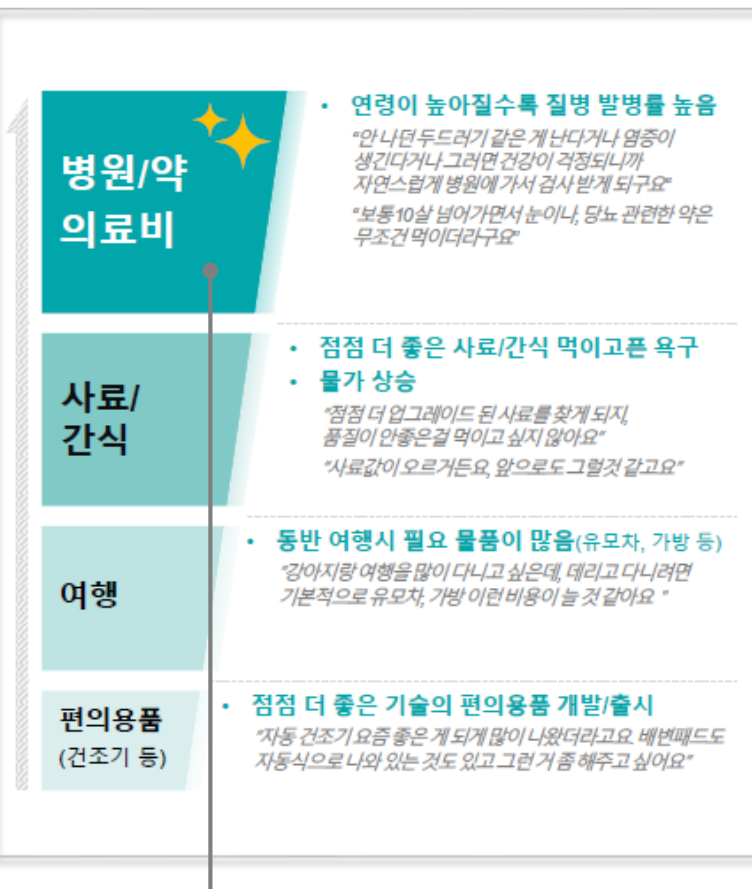 병원/약
의료비
• 연령이 높아질수록 질병 발병률 높음
“안 나던 두드러기 같은 게 난다거나 염증이
생긴다거나 그러면 건강이 걱정되니까
자연스럽게 병원에 가서 검사 받게 되구요”
“보통 10살 넘어가면서 눈이나, 당뇨 관련한 약은
무조건 먹이더라구요”
사료/
간식
• 점점 더 좋은 사료/간식 먹이고픈 욕구
• 물가 상승
“점점 더 업그레이드 된 사료를 찾게 되지,
품질이 안좋은걸 먹이고 싶지 않아요”
“사료값이 오르거든요, 앞으로도 그럴것 같고요”
여행
• 동반 여행시 필요 물품이 많음(유모차, 가방 등)
“강아지랑 여행을 많이 다니고 싶은데, 데리고 다니려면
기본적으로 유모차, 가방 이런 비용이 늘 것 같아요 ”
편의용품
(건조기 등)
• 점점 더 좋은 기술의 편의용품 개발/출시
“자동 건조기 요즘 좋은 게 되게 많이 나왔더라고요. 배변패드도
자동식으로 나와 있는 것도 있고 그런 거 좀 해주고 싶어요”